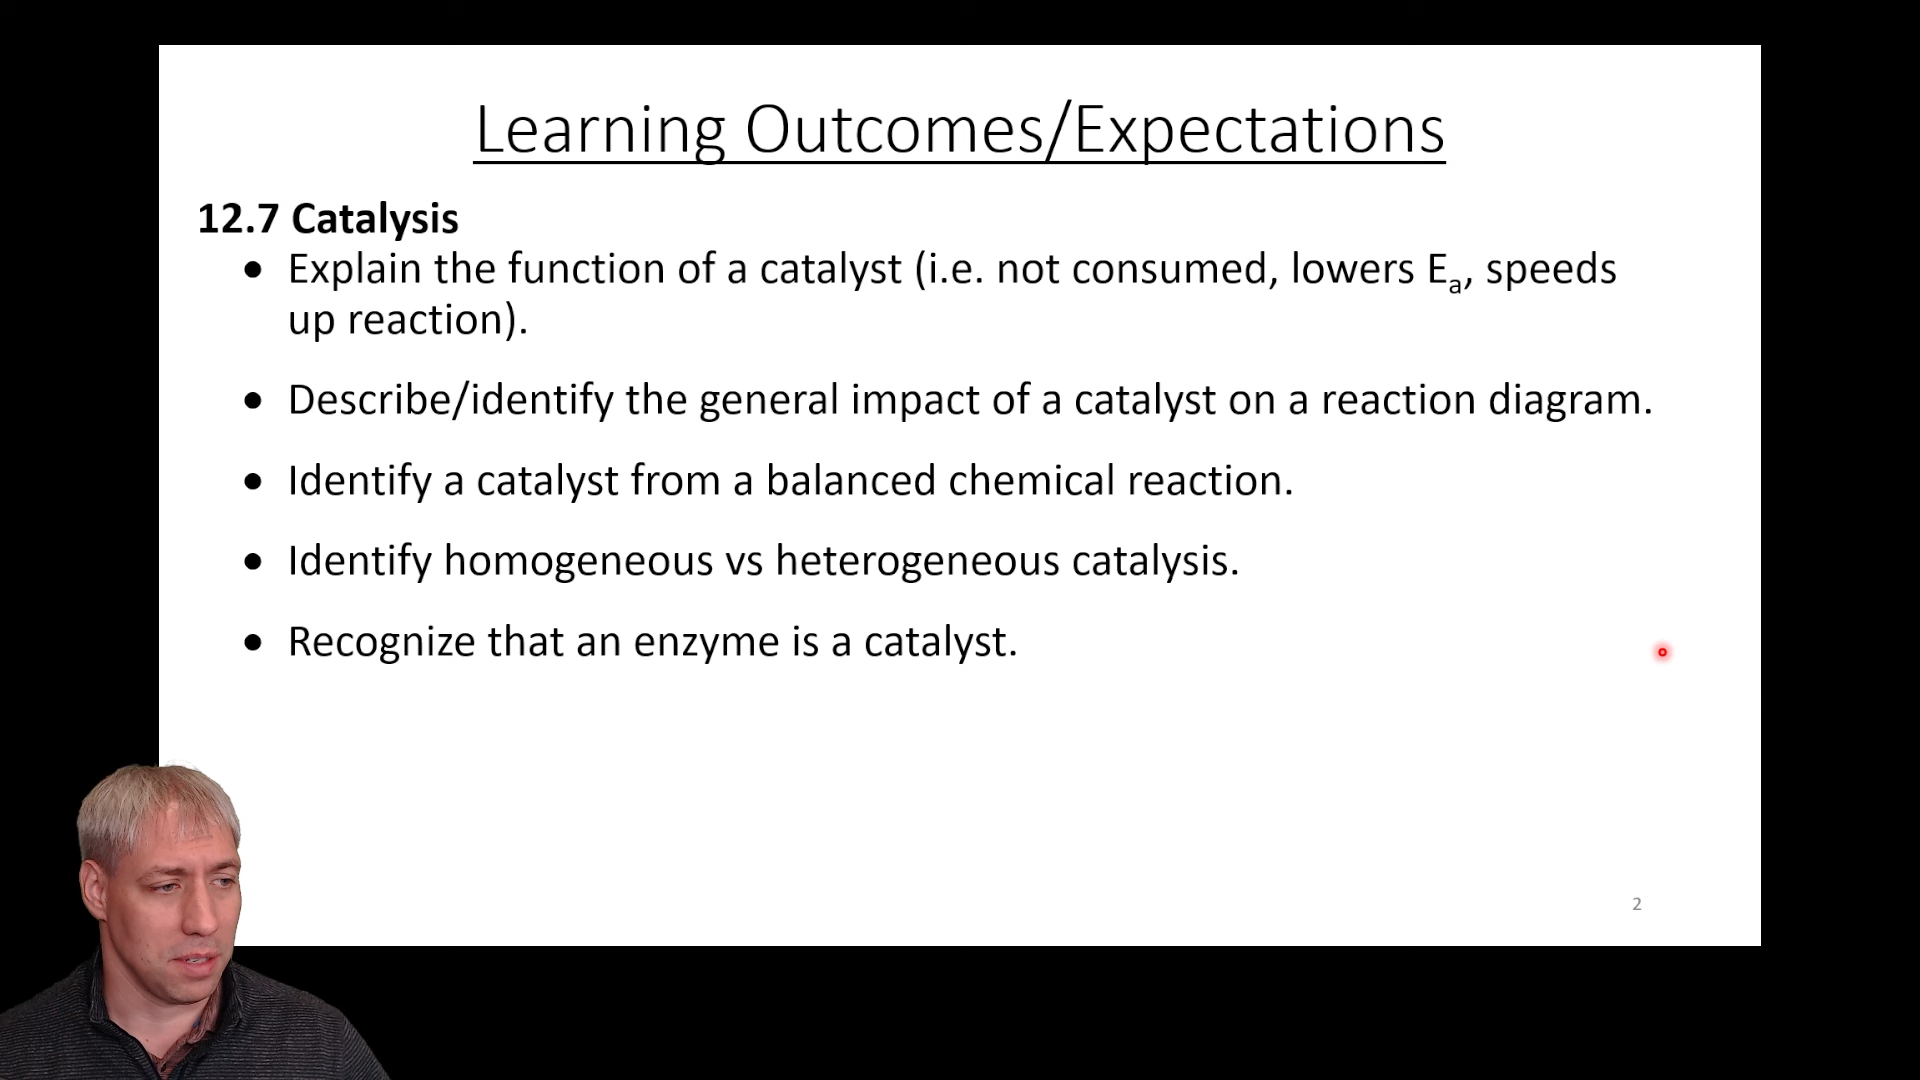 Learning Outcomes/Expectations
12.7 Catalysis
• Explain the function of a catalyst (i.e. not consumed, lowers Ea, speeds
up reaction).
• Describe/identify the general impact of a catalyst on a reaction diagram.
• Identify a catalyst from a balanced chemical reaction.
• Identify homogeneous vs heterogeneous catalysis.
• Recognize that an enzyme is a catalyst.
2